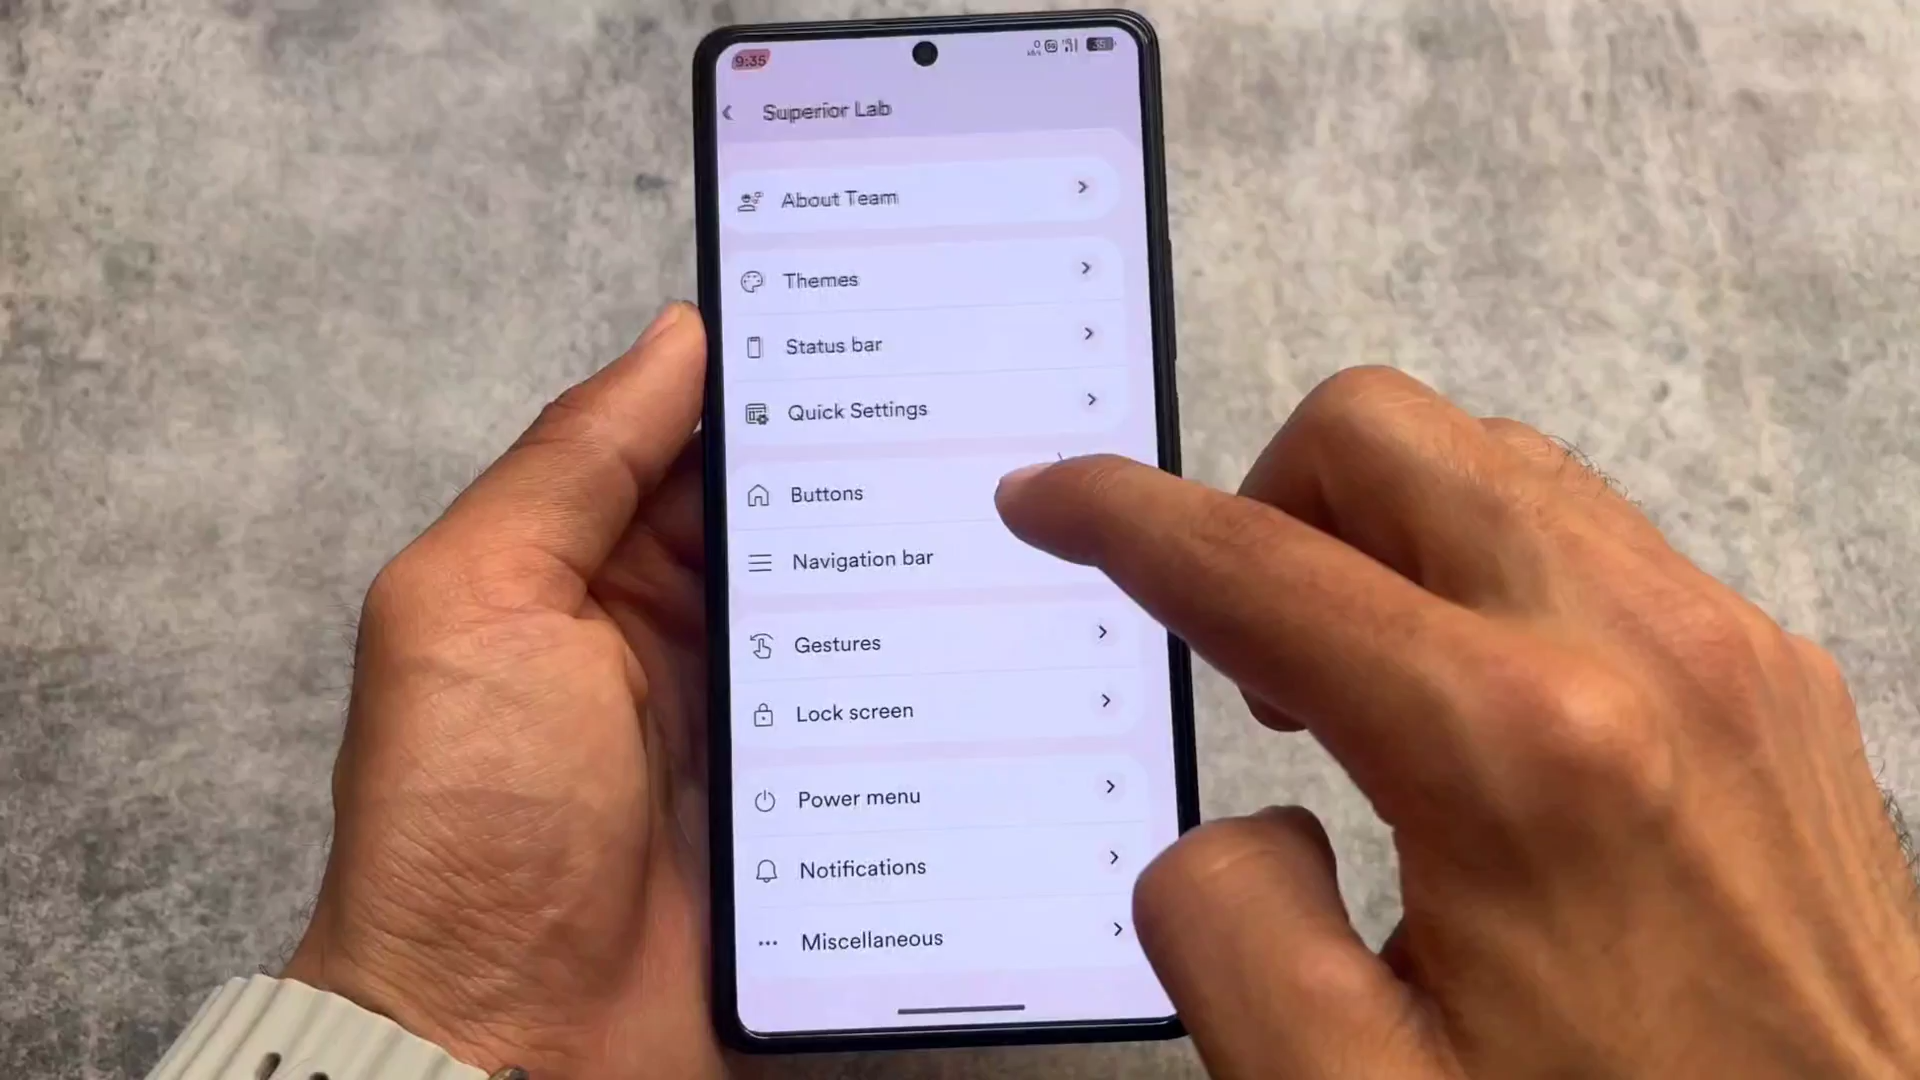 9:35
35
Superior Lab
About Team
Themes
Status bar
Quick Settings
Buttons
Navigation bar
Gestures
Lock screen
Power menu
Notifications
Miscellaneous